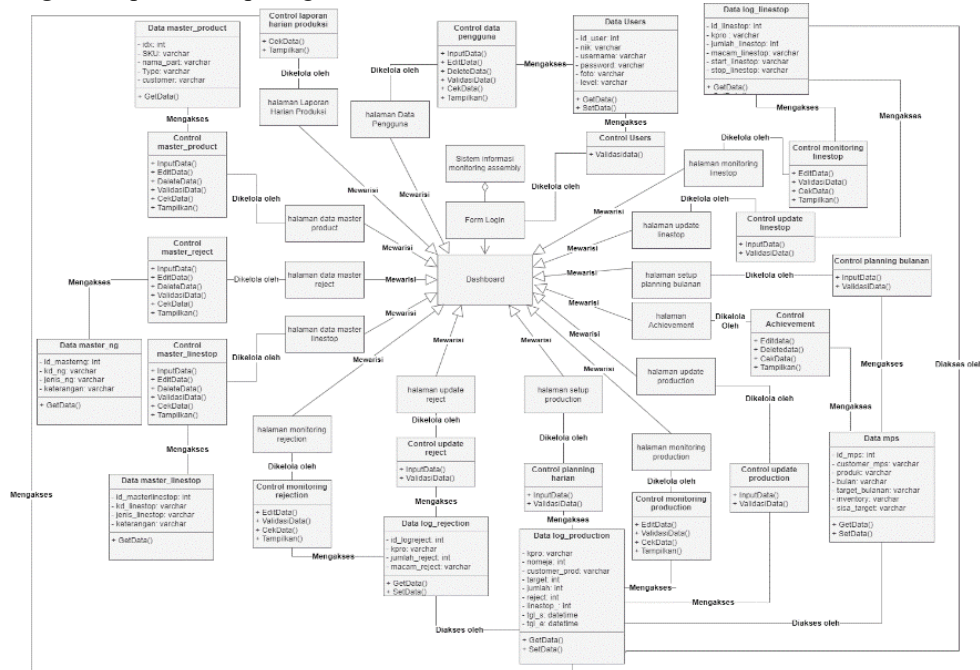 Data master_product
- idx: int
- SKU: varchar
- nama_part: varchar
- Type: varchar
- customer: varchar
+ GetData()
Mengakses
Control
master_product
+ InputData()
+ EditData()
+ DeleteData()
+ ValidasiData()
+ CekData()
+ Tampilkan()
Dikelola oleh
halaman data master
product
Mewarisi
Control laporan
harian produksi
+ CekData()
+ Tampilkan()
Dikelola oleh
halaman Laporan
Harian Produksi
Mewarisi
Control data
pengguna
+ InputData()
+ EditData()
+ DeleteData()
+ ValidasiData()
+ CekData()
+ Tampilkan()
Dikelola oleh
halaman Data
Pengguna
Mewarisi
Mengakses
Data Users
- id_user: int
- nik: varchar
- username: varchar
- password: varchar
- foto: varchar
- level: varchar
+ GetData()
+ SetData()
Mengakses
Control Users
+ Validasidata()
Dikelola oleh
Sistem informasi
monitoring assembly
Form Login
Dashboard
Data log_linestop
- id_linestop: int
- kpro : varchar
- jumlah_linestop: int
- macam_linestop: varchar
- start_linestop: varchar
- stop_linestop: varchar
+ GetData()
Mengakses
Mengakses
Control monitoring
linestop
+ EditData()
+ ValidasiData()
+ CekData()
+ Tampilkan()
Dikelola oleh
halaman monitoring
linestop
Mewarisi
Control update
linestop
+ InputData()
+ ValidasiData()
Dikelola oleh
halaman update
linestop
Mewarisi
Control planning bulanan
+ InputData()
+ ValidasiData()
Dikelola oleh
halaman setup
planning bulanan
Mewarisi
halaman
Achievement
Dikelola
Oleh
Control
Achievement
+ Editdata()
+ Deletedata()
+ CekData()
+ Tampilkan()
Mewarisi
Mengakses
Mengakses
Diakses oleh
halaman update
production
Mewarisi
Dikelola oleh
Control
master_reject
+ InputData()
+ EditData()
+ DeleteData()
+ ValidasiData()
+ CekData()
+ Tampilkan()
Dikelola oleh
halaman data master
reject
Mewarisi
Mengakses
Data master_ng
- id_masterng: int
- kd_ng: varchar
- jenis_ng: varchar
- keterangan: varchar
+ GetData()
Control
master_linestop
+ InputData()
+ EditData()
+ DeleteData()
+ ValidasiData()
+ CekData()
+ Tampilkan()
Dikelola oleh
halaman data master
linestop
Mewarisi
Mengakses
Data master_linestop
- id_masterlinestop: int
- kd_linestop: varchar
- jenis_linestop: varchar
- keterangan: varchar
+ GetData()
Mengakses
halaman monitoring
rejection
Mewarisi
Dikelola oleh
Control monitoring
rejection
+ EditData()
+ ValidasiData()
+ CekData()
+ Tampilkan()
Mengakses
halaman update
reject
Mewarisi
Dikelola oleh
Control update
reject
+ InputData()
+ ValidasiData()
Mengakses
Data log_rejection
- id_logreject: int
- kpro: varchar
- jumlah_reject: int
- macam_reject: varchar
+ GetData()
+ SetData()
Diakses oleh
halaman setup
production
Mewarisi
Dikelola oleh
Control planning
harian
+ InputData()
+ ValidasiData()
Mengakses
Data log_production
- kpro: varchar
- nomeja: int
- customer_prod: varchar
- target: int
- jumlah: int
- reject: int
- linestop_: int
- tgl_s: datetime
- tgl_e: datetime
+ GetData()
+ SetData()
halaman monitoring
production
Mewarisi
Dikelola oleh
Control monitoring
production
+ EditData()
+ ValidasiData()
+ CekData()
+ Tampilkan()
Mengakses
Control update
production
+ InputData()
+ ValidasiData()
Mengakses
Data mps
- id_mps: int
- customer_mps: varchar
- produk: varchar
- bulan: varchar
- target_bulanan: varchar
- inventory: varchar
- sisa_target: varchar
+ GetData()
+ SetData()
Diakses oleh